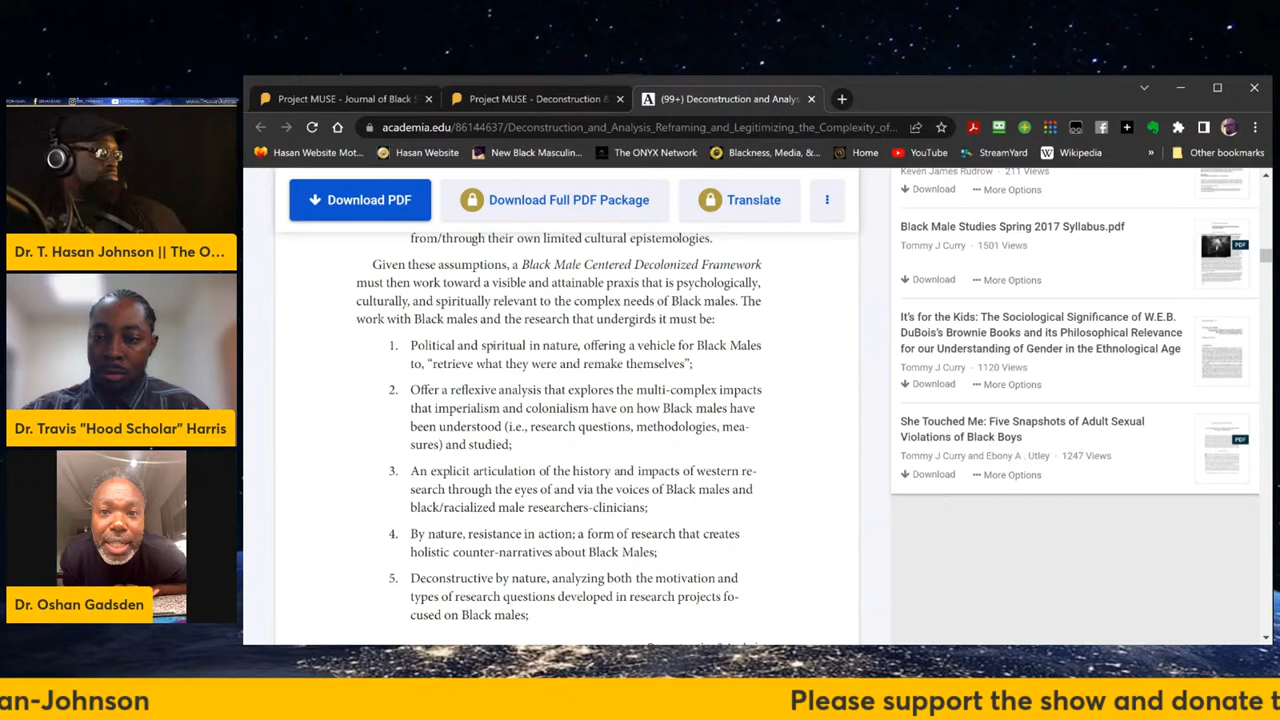 Project MUSE - Journal of Black S
Project MUSE - Deconstruction &
(99+) Deconstruction and Analys
academia.edu/86144637/Deconstruction_and_Analysis_Reframing_and_Legitimizing_the_Complexity_of...
Hasan Website Mot...
Hasan Website
New Black Masculin...
The ONYX Network
Blackness, Media, &...
Home
YouTube
StreamYard
Wikipedia
»
Other bookmarks
Dr. T. Hasan Johnson || The O...
Dr. Travis "Hood Scholar" Harris
Dr. Oshan Gadsden
Download PDF
Download Full PDF Package
Translate
from/through their own limited cultural epistemologies.
Given these assumptions, a Black Male Centered Decolonized Framework
must then work toward a visible and attainable praxis that is psychologically,
culturally, and spiritually relevant to the complex needs of Black males. The
work with Black males and the research that undergirds it must be:
1. Political and spiritual in nature, offering a vehicle for Black Males
to, “retrieve what they were and remake themselves”;
2. Offer a reflexive analysis that explores the multi-complex impacts
that imperialism and colonialism have on how Black males have
been understood (i.e., research questions, methodologies, mea-
sures) and studied;
3. An explicit articulation of the history and impacts of western re-
search through the eyes of and via the voices of Black males and
black/racialized male researchers-clinicians;
4. By nature, resistance in action; a form of research that creates
holistic counter-narratives about Black Males;
5. Deconstructive by nature, analyzing both the motivation and
types of research questions developed in research projects fo-
cused on Black males;
Keven James Rudrow 211 Views
Download ••• More Options
Black Male Studies Spring 2017 Syllabus.pdf
Tommy J Curry 1501 Views
PDF
Download ••• More Options
It's for the Kids: The Sociological Significance of W.E.B.
DuBois's Brownie Books and its Philosophical Relevance
for our Understanding of Gender in the Ethnological Age
Tommy J Curry 1120 Views
Download ••• More Options
She Touched Me: Five Snapshots of Adult Sexual
Violations of Black Boys
PDF
Tommy J Curry and Ebony A . Utley 1247 Views
Download ••• More Options
an-Johnson
Please support the show and donate t